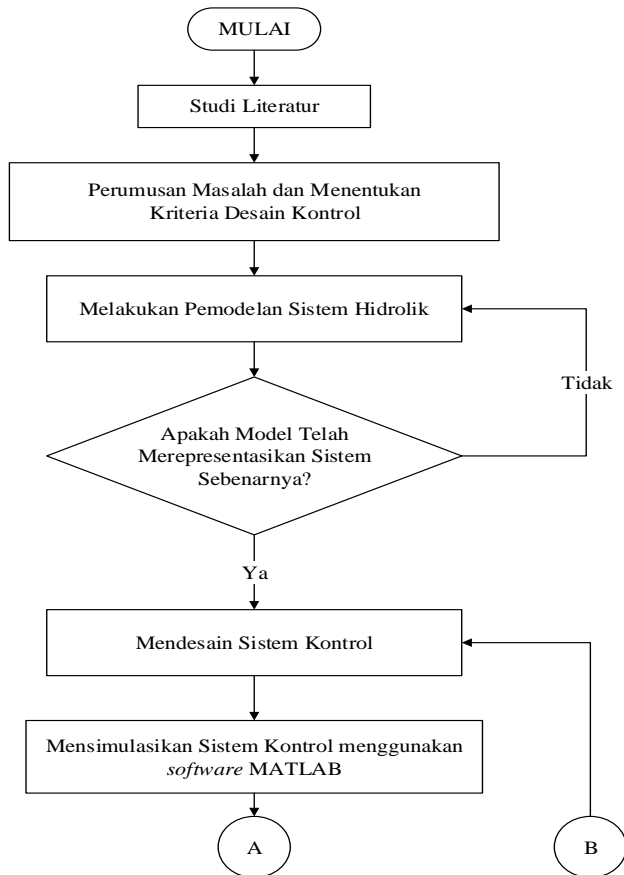 MULAI
Studi Literatur
Perumusan Masalah dan Menentukan
Kriteria Desain Kontrol
Melakukan Pemodelan Sistem Hidrolik
Tidak
Apakah Model Telah
Merepresentasikan Sistem
Sebenarnya?
Ya
Mendesain Sistem Kontrol
Mensimulasikan Sistem Kontrol menggunakan
software MATLAB
A
B